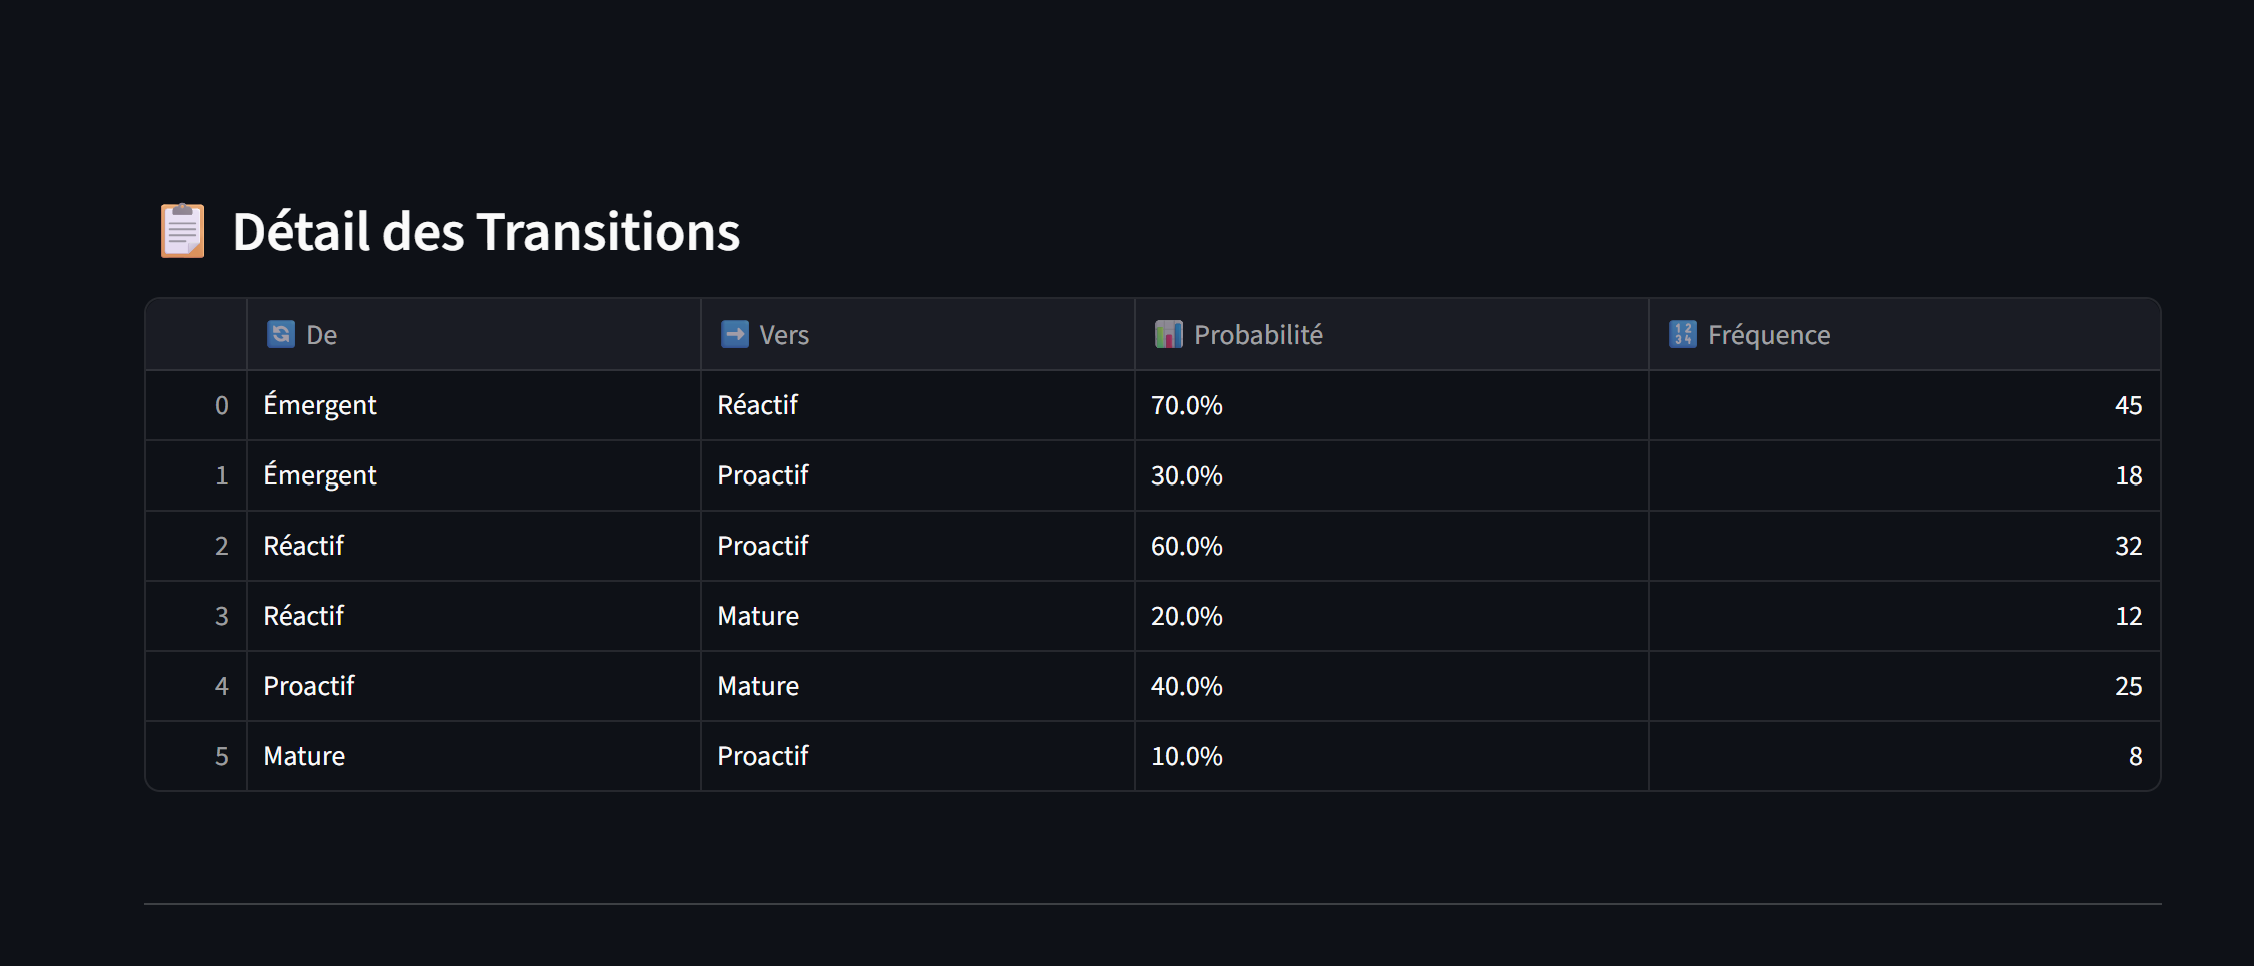 📋 Détail des Transitions
🔄 De ➡️ Vers 📊 Probabilité 🔢 Fréquence
0 Émergent Réactif 70.0% 45
1 Émergent Proactif 30.0% 18
2 Réactif Proactif 60.0% 32
3 Réactif Mature 20.0% 12
4 Proactif Mature 40.0% 25
5 Mature Proactif 10.0% 8